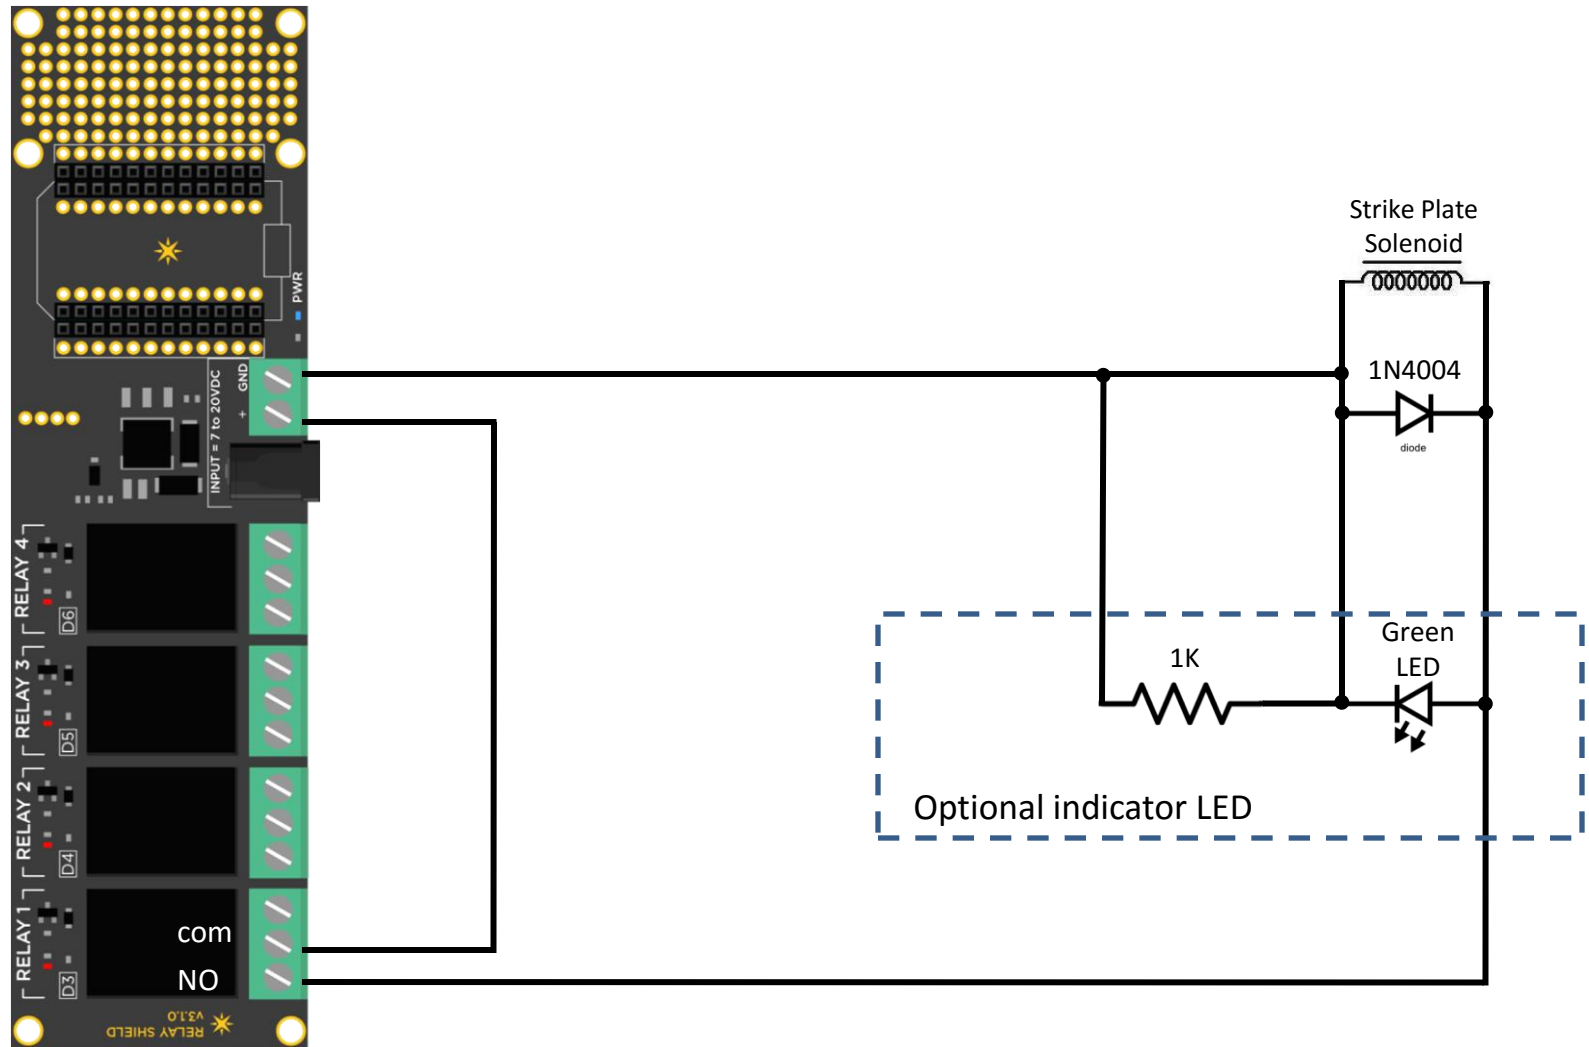 PWR
GND
+
INPUT = 7 to 20VDC
RELAY 4
D6
RELAY 3
D5
RELAY 2
D4
RELAY 1
D3
com
NO
RELAY SHIELD
v3.1.0
Strike Plate
Solenoid
1N4004
diode
Green
LED
1K
Optional indicator LED